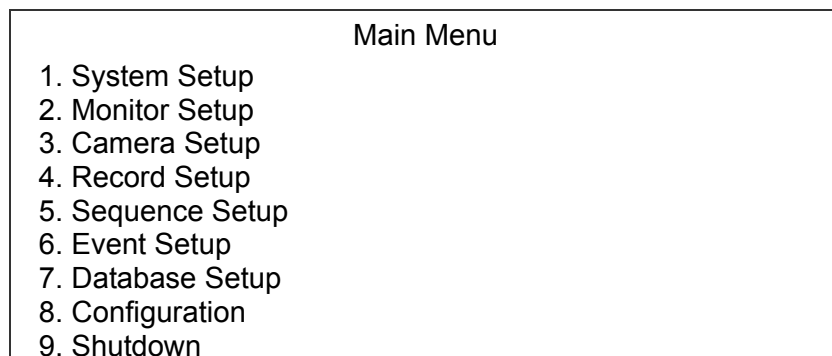 Main Menu
1. System Setup
2. Monitor Setup
3. Camera Setup
4. Record Setup
5. Sequence Setup
6. Event Setup
7. Database Setup
8. Configuration
9. Shutdown